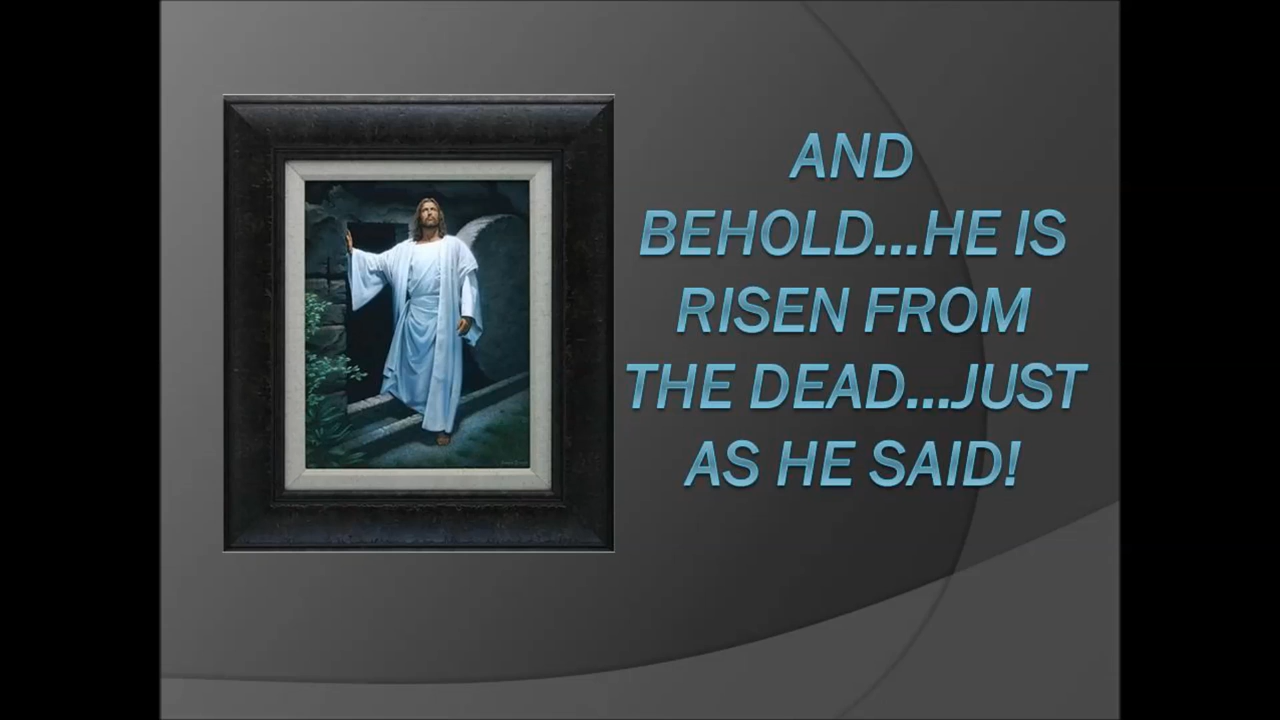 AND
BEHOLD...HE IS
RISEN FROM
THE DEAD...JUST
AS HE SAID!